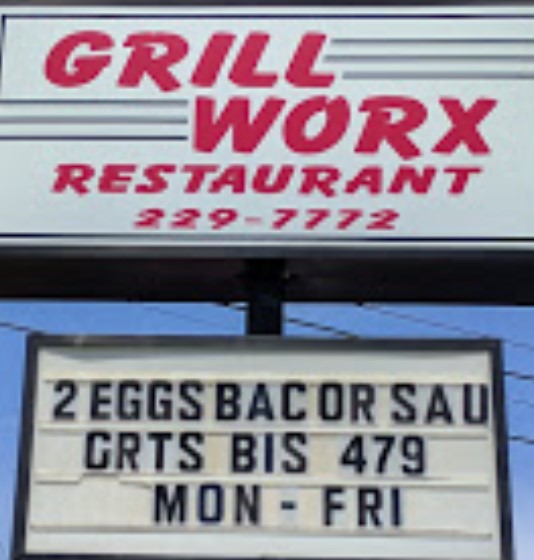 GRILL
WORX
RESTAURANT
229-7772
2 EGGS BAC OR SAU
GRTS BIS 479
MON - FRI